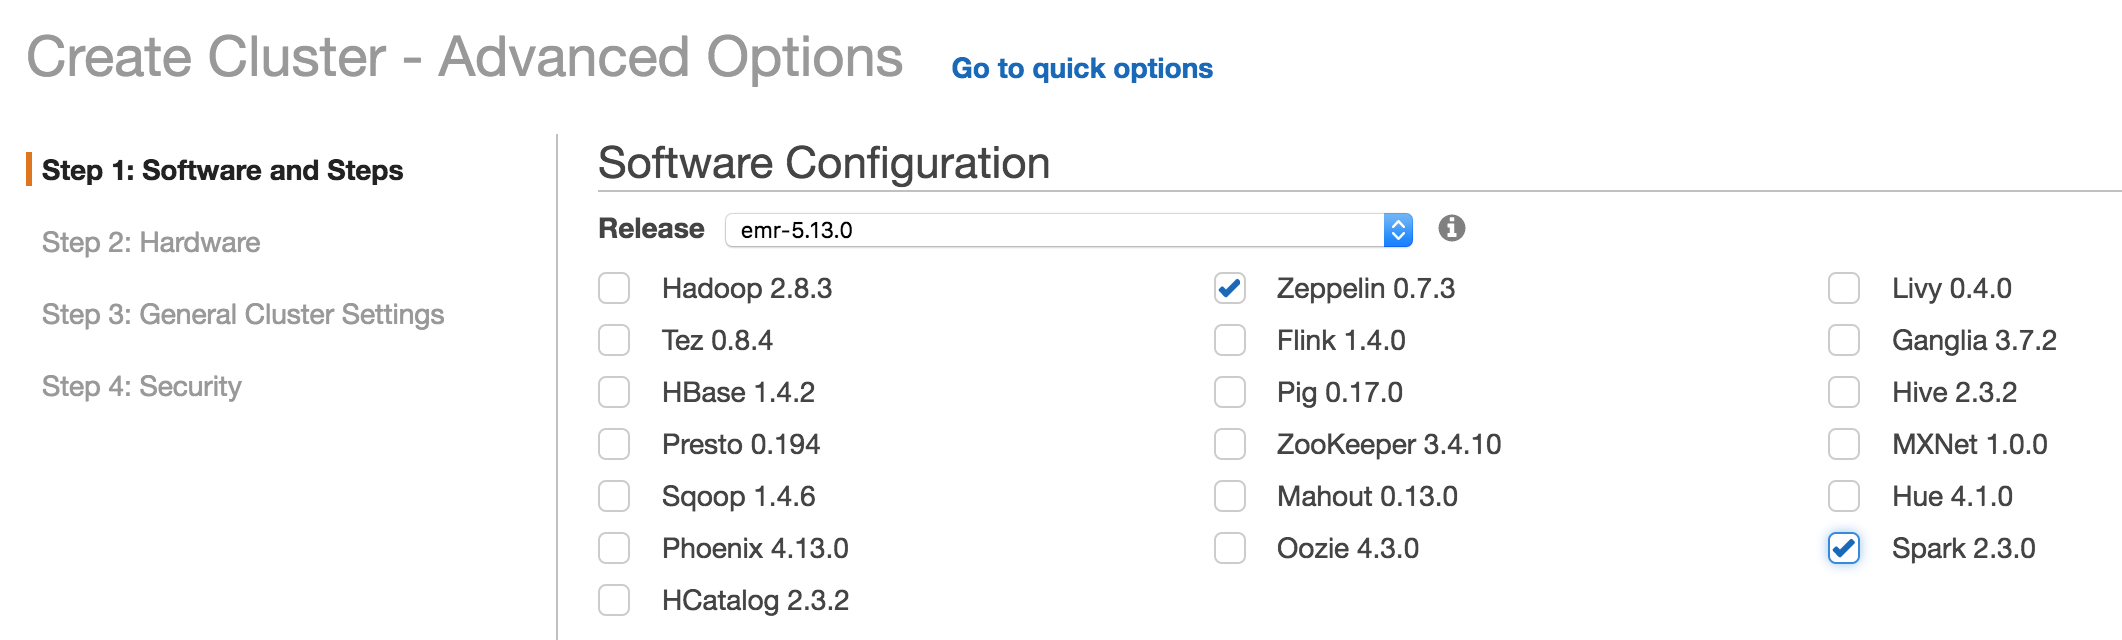 Create Cluster - Advanced Options Go to quick options
Step 1: Software and Steps
Step 2: Hardware
Step 3: General Cluster Settings
Step 4: Security
Software Configuration
Release emr-5.13.0
Hadoop 2.8.3 Zeppelin 0.7.3 Livy 0.4.0
Tez 0.8.4 Flink 1.4.0 Ganglia 3.7.2
HBase 1.4.2 Pig 0.17.0 Hive 2.3.2
Presto 0.194 ZooKeeper 3.4.10 MXNet 1.0.0
Sqoop 1.4.6 Mahout 0.13.0 Hue 4.1.0
Phoenix 4.13.0 Oozie 4.3.0 Spark 2.3.0
HCatalog 2.3.2